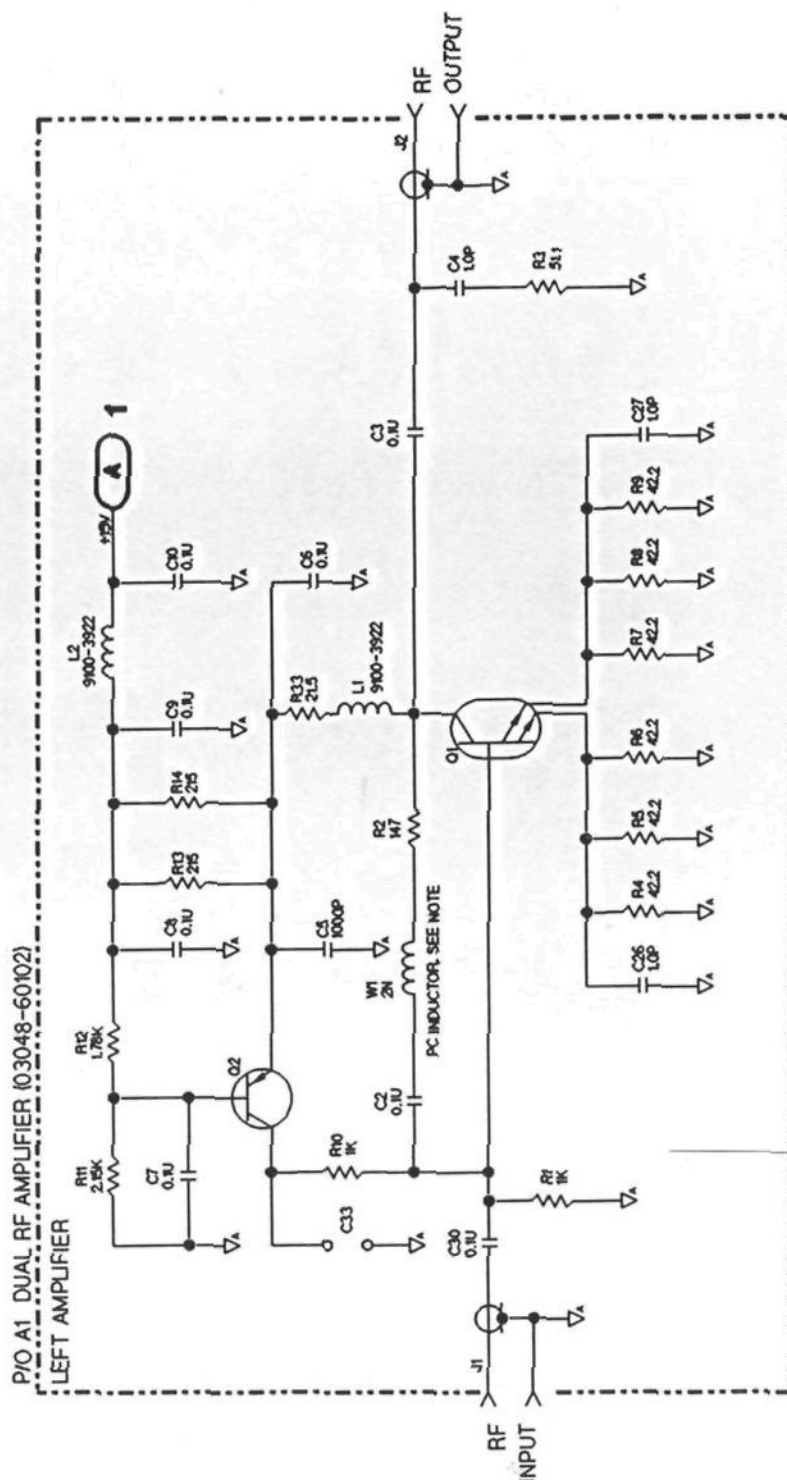 P/O A1 DUAL RF AMPLIFIER (03048-60102)
LEFT AMPLIFIER
R11
2.15K
R12
1.78K
C7
0.1U
C8
0.1U
R13
215
R14
215
C9
0.1U
L2
9100-3922
C10
0.1U
+15V
A
1
A
A
A
A
Q2
C5
1000P
A
R33
21.5
C6
0.1U
A
L1
9100-3922
R10
1K
C33
A
C2
0.1U
W1
2N
PC INDUCTOR, SEE NOTE
R2
147
C3
0.1U
J2
RF
OUTPUT
A
C4
1.0P
R3
51.1
A
J1
RF
INPUT
A
C30
0.1U
R1
1K
A
Q1
C26
1.0P
R4
42.2
R5
42.2
R6
42.2
R7
42.2
R8
42.2
R9
42.2
C27
1.0P
A
A
A
A
A
A
A
A